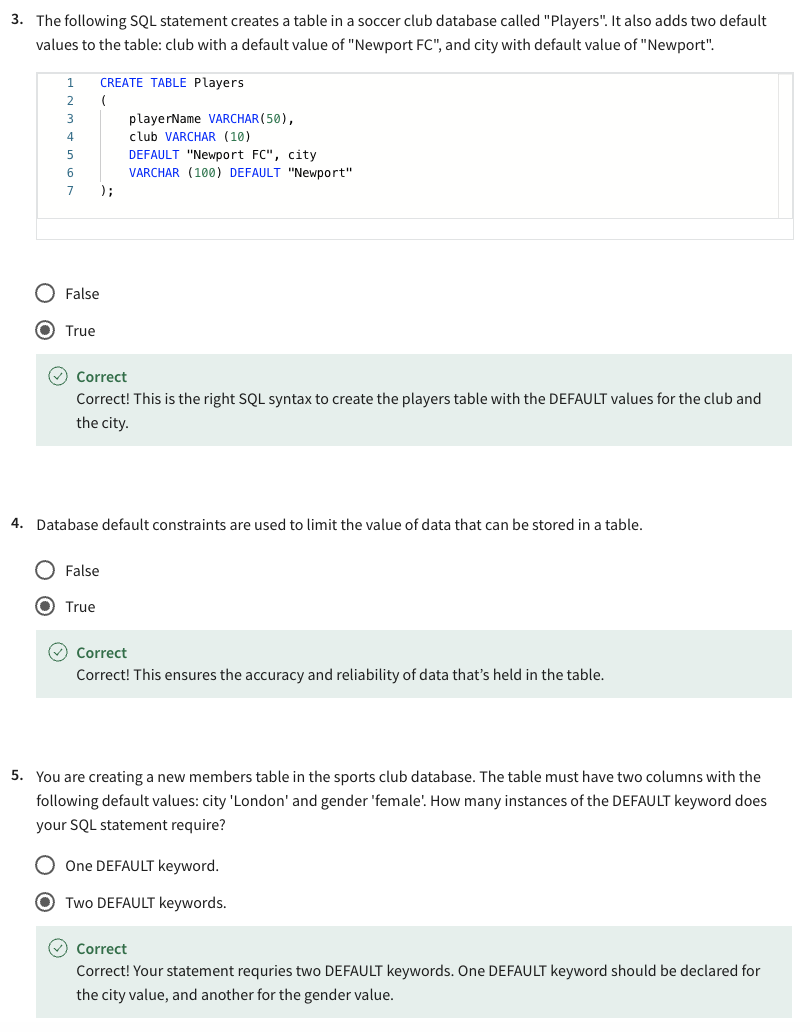 3. The following SQL statement creates a table in a soccer club database called "Players". It also adds two default
values to the table: club with a default value of "Newport FC", and city with default value of "Newport".
1 CREATE TABLE Players
2 (
3 playerName VARCHAR(50),
4 club VARCHAR (10)
5 DEFAULT "Newport FC", city
6 VARCHAR (100) DEFAULT "Newport"
7 );
False
True
Correct
Correct! This is the right SQL syntax to create the players table with the DEFAULT values for the club and
the city.
4. Database default constraints are used to limit the value of data that can be stored in a table.
False
True
Correct
Correct! This ensures the accuracy and reliability of data that’s held in the table.
5. You are creating a new members table in the sports club database. The table must have two columns with the
following default values: city 'London' and gender 'female'. How many instances of the DEFAULT keyword does
your SQL statement require?
One DEFAULT keyword.
Two DEFAULT keywords.
Correct
Correct! Your statement requries two DEFAULT keywords. One DEFAULT keyword should be declared for
the city value, and another for the gender value.